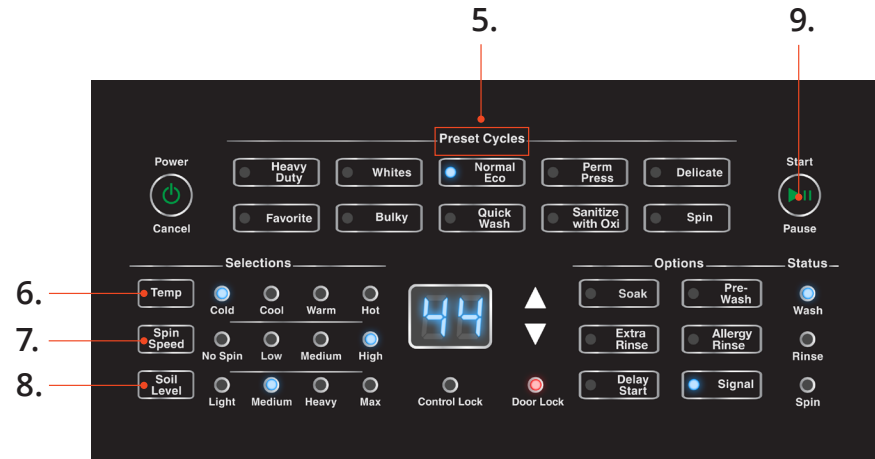 5.
9.
Preset Cycles
Power
Start
Heavy
Duty
Whites
Normal
Eco
Perm
Press
Delicate
Favorite
Bulky
Quick
Wash
Sanitize
with Oxi
Spin
Cancel
Pause
Selections
Options
Status
6.
Temp
Cold
Cool
Warm
Hot
7.
Spin
Speed
No Spin
Low
Medium
High
8.
Soil
Level
Light
Medium
Heavy
Max
44
Control Lock
Door Lock
Soak
Pre-
Wash
Extra
Rinse
Allergy
Rinse
Delay
Start
Signal
Wash
Rinse
Spin